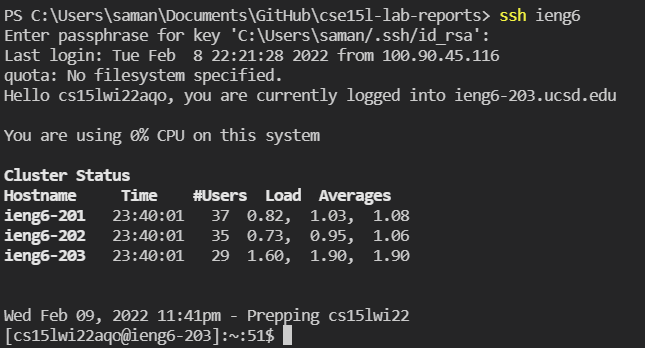 PS C:\Users\saman\Documents\GitHub\cse15l-lab-reports> ssh ieng6
Enter passphrase for key 'C:\Users/saman/.ssh/id_rsa':
Last login: Tue Feb  8 22:21:28 2022 from 100.90.45.116
quota: No filesystem specified.
Hello cs15lwi22aqo, you are currently logged into ieng6-203.ucsd.edu
You are using 0% CPU on this system
Cluster Status
Hostname     Time    #Users  Load  Averages
ieng6-201   23:40:01   37  0.82,  1.03,  1.08
ieng6-202   23:40:01   35  0.73,  0.95,  1.06
ieng6-203   23:40:01   29  1.60,  1.90,  1.90
Wed Feb 09, 2022 11:41pm - Prepping cs15lwi22
[cs15lwi22aqo@ieng6-203]:~:51$